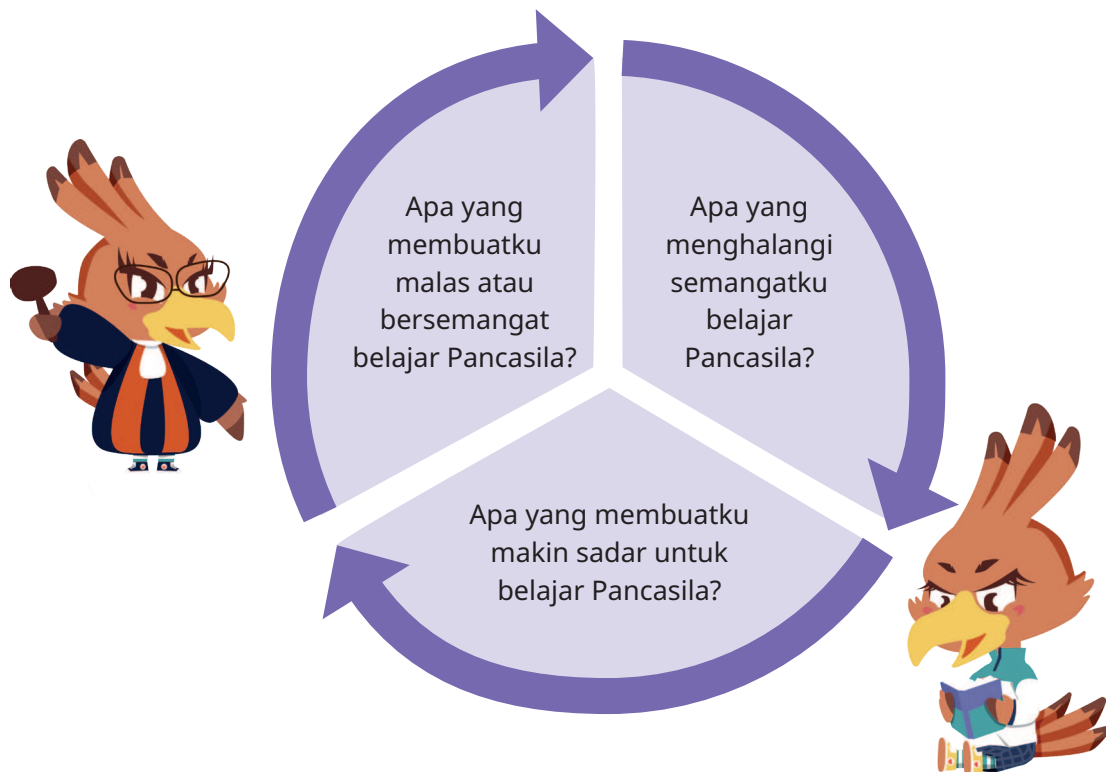 Apa yang
membuatku
malas atau
bersemangat
belajar Pancasila?
Apa yang
menghalangi
semangatku
belajar
Pancasila?
Apa yang membuatku
makin sadar untuk
belajar Pancasila?